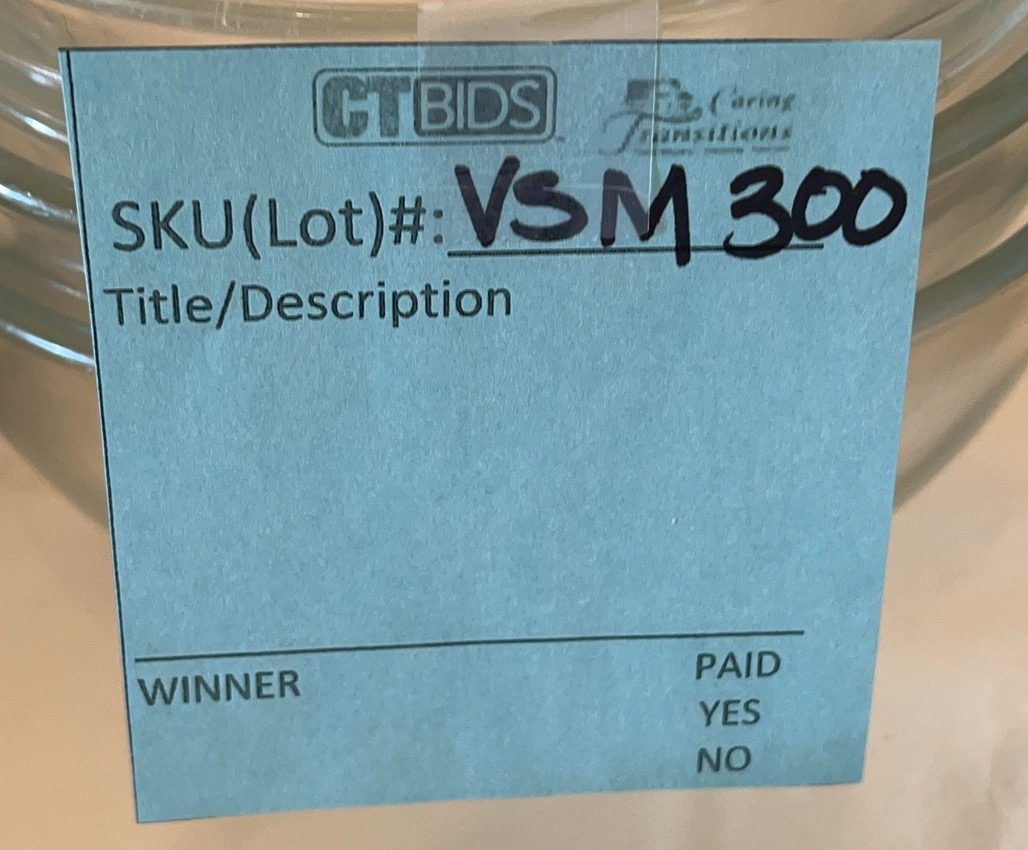 CTBIDS
Caring
Transitions
SKU(Lot)#: VSM 300
Title/Description
WINNER
PAID
YES
NO